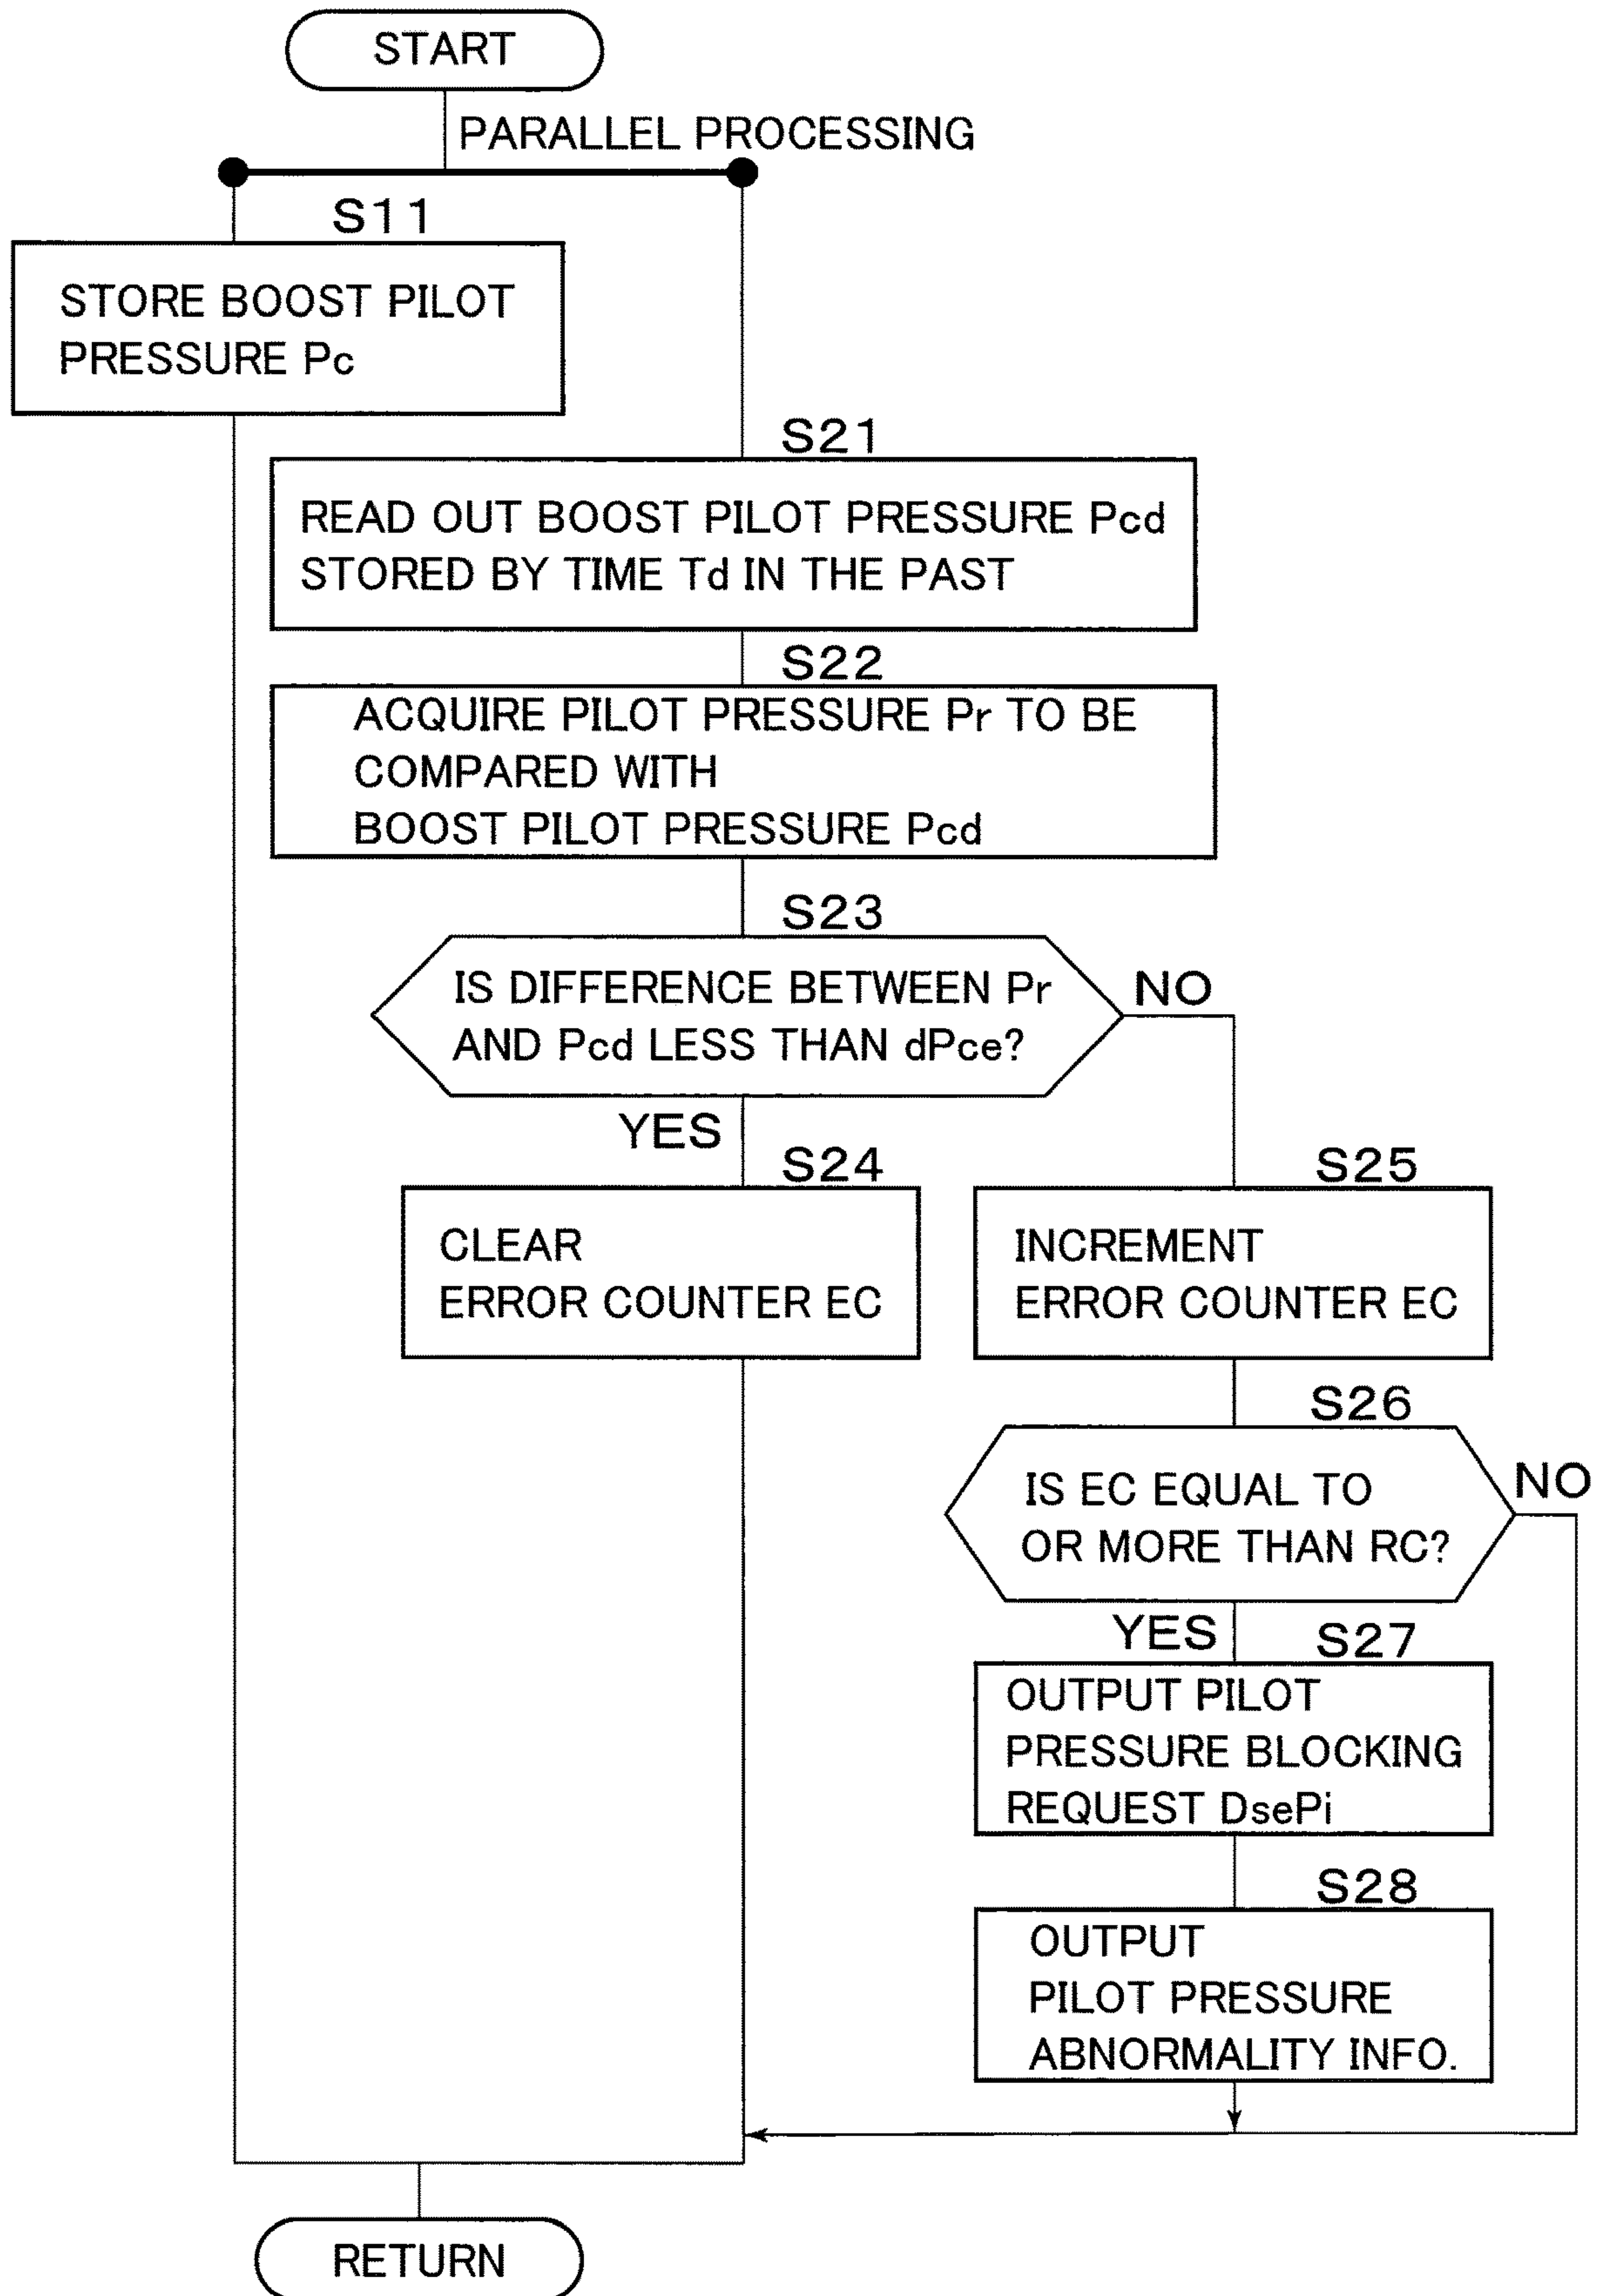 START
PARALLEL PROCESSING
S11
STORE BOOST PILOT
PRESSURE Pc
S21
READ OUT BOOST PILOT PRESSURE Pcd
STORED BY TIME Td IN THE PAST
S22
ACQUIRE PILOT PRESSURE Pr TO BE
COMPARED WITH
BOOST PILOT PRESSURE Pcd
S23
IS DIFFERENCE BETWEEN Pr
AND Pcd LESS THAN dPce?
NO
YES
S24
CLEAR
ERROR COUNTER EC
S25
INCREMENT
ERROR COUNTER EC
S26
IS EC EQUAL TO
OR MORE THAN RC?
NO
YES
S27
OUTPUT PILOT
PRESSURE BLOCKING
REQUEST DsePi
S28
OUTPUT
PILOT PRESSURE
ABNORMALITY INFO.
RETURN